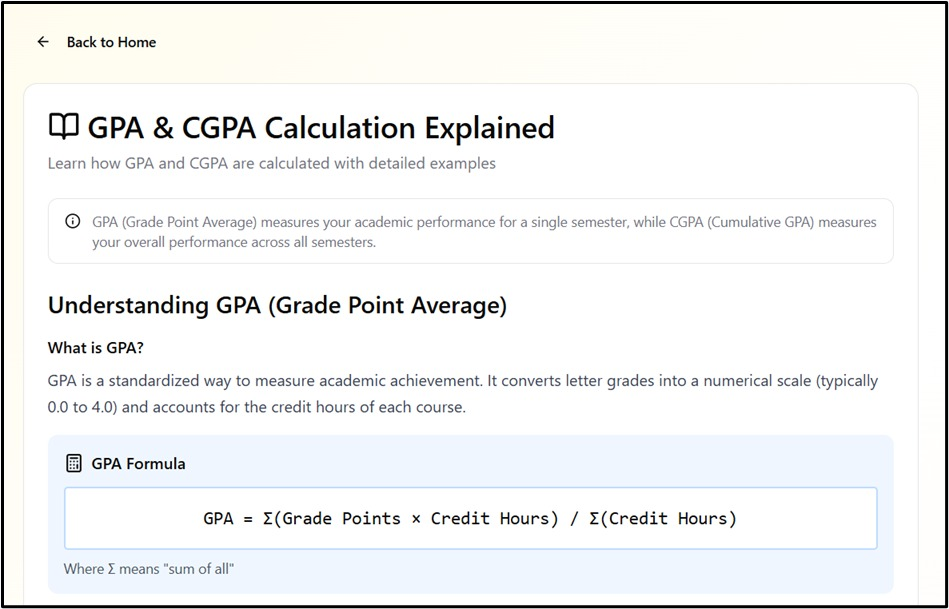 Back to Home
GPA & CGPA Calculation Explained
Learn how GPA and CGPA are calculated with detailed examples
GPA (Grade Point Average) measures your academic performance for a single semester, while CGPA (Cumulative GPA) measures
your overall performance across all semesters.
Understanding GPA (Grade Point Average)
What is GPA?
GPA is a standardized way to measure academic achievement. It converts letter grades into a numerical scale (typically
0.0 to 4.0) and accounts for the credit hours of each course.
GPA Formula
GPA = Σ(Grade Points × Credit Hours) / Σ(Credit Hours)
Where Σ means "sum of all"